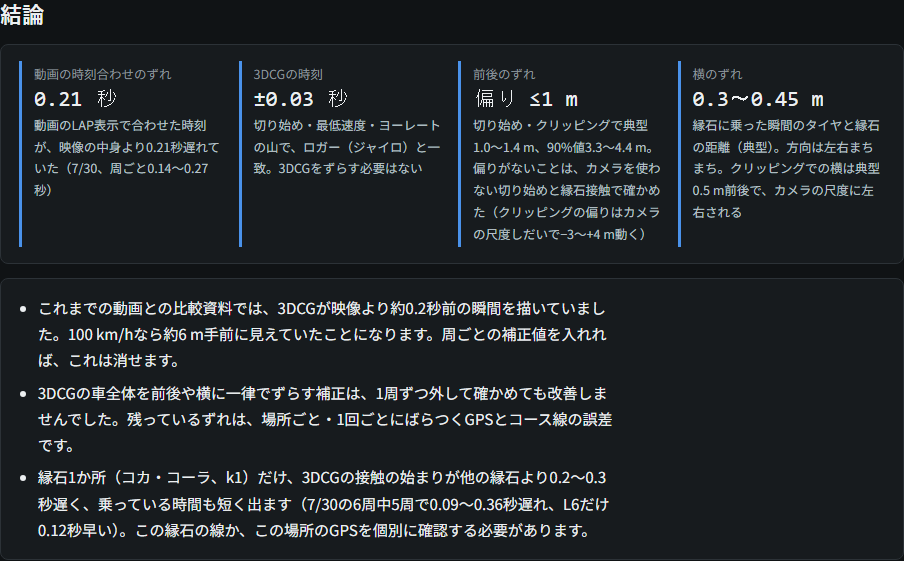 結論
動画の時刻合わせのずれ
0.21 秒
動画のLAP表示で合わせた時刻
が、映像の中身より0.21秒遅れて
いた（7/30、周ごと0.14〜0.27
秒）
3DCGの時刻
±0.03 秒
切り始め・最低速度・ヨーレート
の山で、ロガー（ジャイロ）と一
致。3DCGをずらす必要はない
前後のずれ
偏り ≤1 m
切り始め・クリッピングで典型
1.0〜1.4 m、90%値3.3〜4.4 m。
偏りがないことは、カメラを使わ
ない切り始めと縁石接触で確かめ
た（クリッピングの偏りはカメラ
の尺度しだいで−3〜+4 m動く）
横のずれ
0.3〜0.45 m
縁石に乗った瞬間のタイヤと縁石
の距離（典型）。方向は左右まち
まち。クリッピングでの横は典型
0.5 m前後で、カメラの尺度に左
右される
• これまでの動画との比較資料では、3DCGが映像より約0.2秒前の瞬間を描いていまし
た。100 km/hなら約6 m手前に見えていたことになります。周ごとの補正値を入れれ
ば、これは消せます。
• 3DCGの車全体を前後や横に一律でずらす補正は、1周ずつ外して確かめても改善しま
せんでした。残っているずれは、場所ごと・1回ごとにばらつくGPSとコース線の誤差
です。
• 縁石1か所（コカ・コーラ、k1）だけ、3DCGの接触の始まりが他の縁石より0.2〜0.3
秒遅く、乗っている時間も短く出ます（7/30の6周中5周で0.09〜0.36秒遅れ、L6だけ
0.12秒早い）。この縁石の線か、この場所のGPSを個別に確認する必要があります。